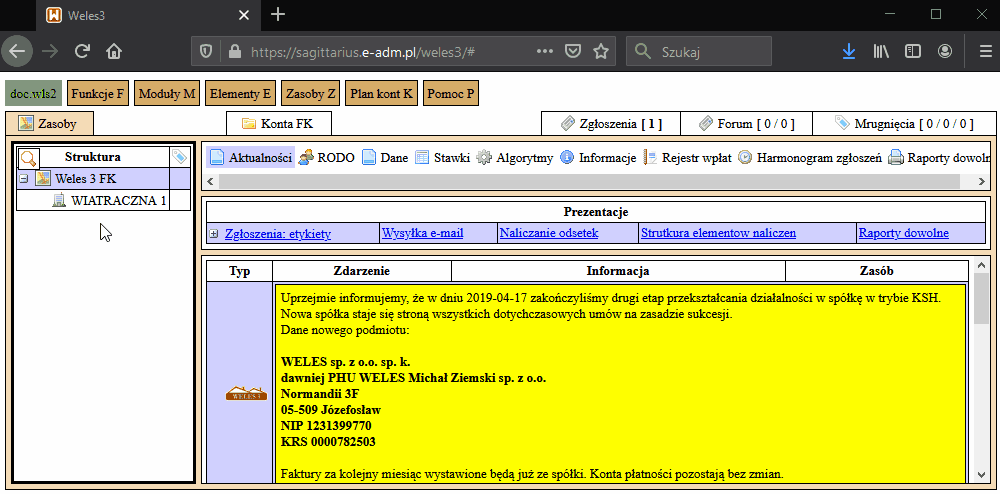 Weles3
https://sagittarius.e-adm.pl/weles3/#
Szukaj
doc.wls2 Funkcje F Moduły M Elementy E Zasoby Z Plan kont K Pomoc P
Zasoby Konta FK Zgłoszenia [ 1 ] Forum [ 0 / 0 ] Mrugnięcia [ 0 / 0 / 0 ]
Struktura
Weles 3 FK
WIATRACZNA 1
Aktualności RODO Dane Stawki Algorytmy Informacje Rejestr wpłat Harmonogram zgłoszeń Raporty dowoln
Prezentacje
Zgłoszenia: etykiety Wysyłka e-mail Naliczanie odsetek Strutkura elementow naliczen Raporty dowolne
Typ Zdarzenie Informacja Zasób
WELES 3
Uprzejmie informujemy, że w dniu 2019-04-17 zakończyliśmy drugi etap przekształcania działalności w spółkę w trybie KSH.
Nowa spółka staje się stroną wszystkich dotychczasowych umów na zasadzie sukcesji.
Dane nowego podmiotu:
WELES sp. z o.o. sp. k.
dawniej PHU WELES Michał Ziemski sp. z o.o.
Normandii 3F
05-509 Józefosław
NIP 1231399770
KRS 0000782503
Faktury za kolejny miesiąc wystawione będą już ze spółki. Konta płatności pozostają bez zmian.